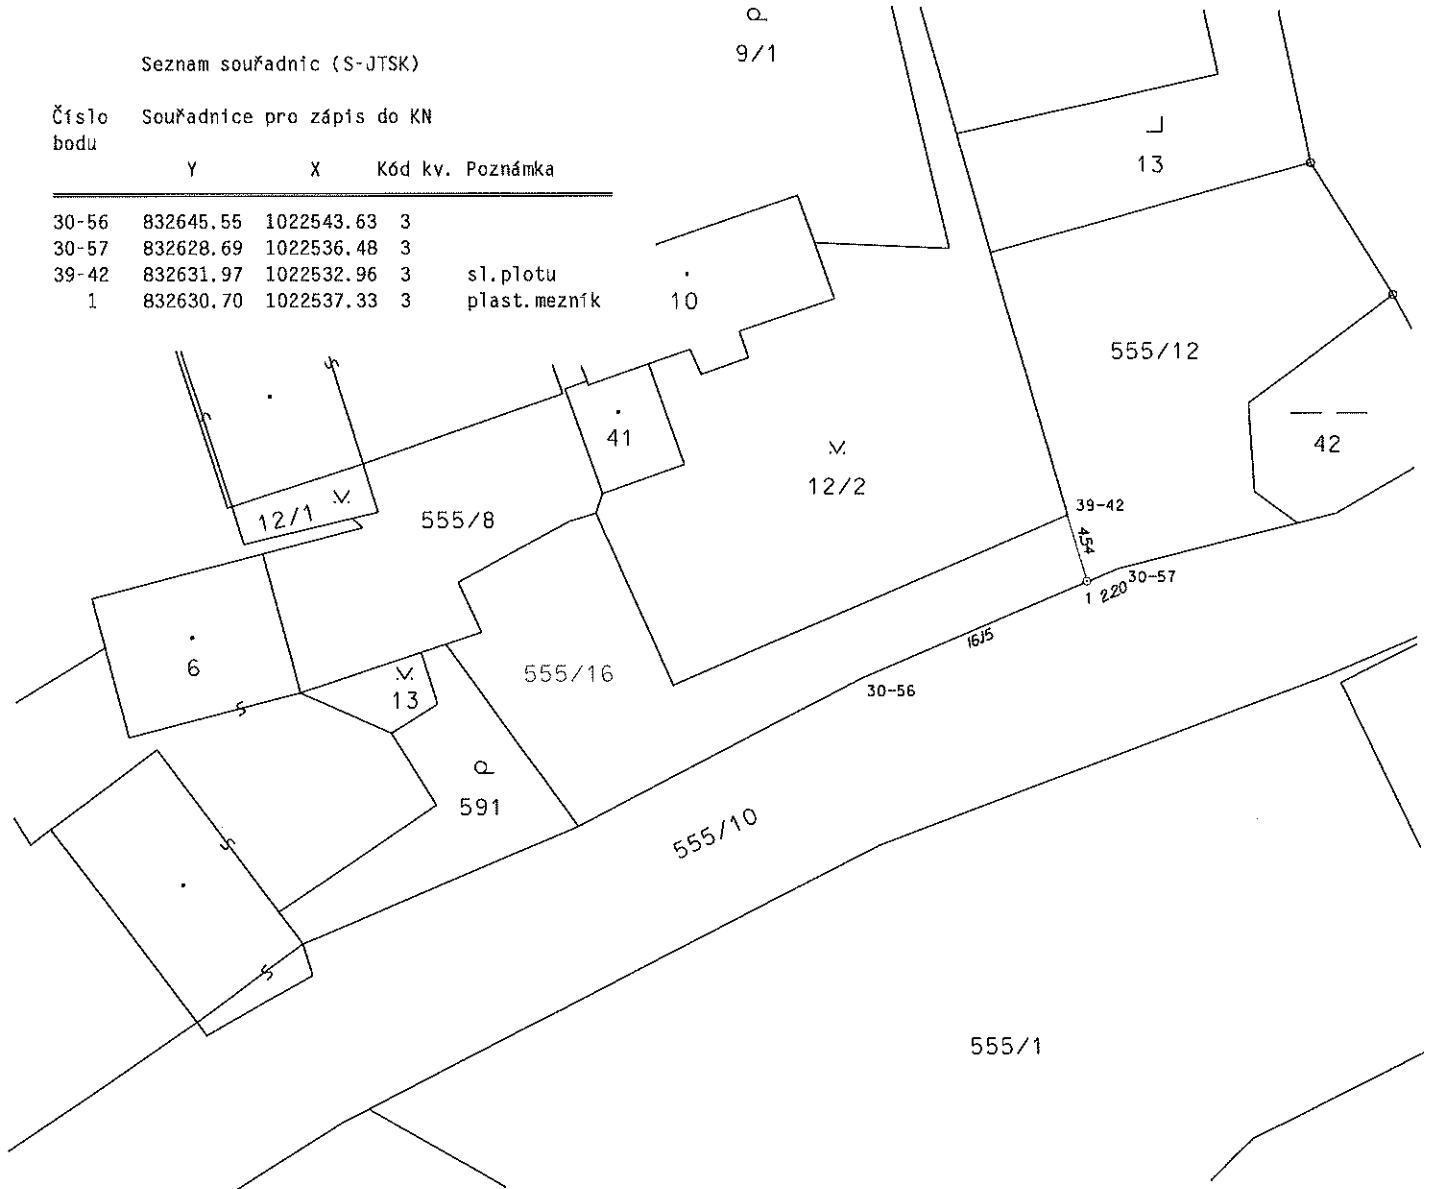 Seznam souřadnic (S-JTSK)
Číslo Souřadnice pro zápis do KN
bodu
Y X Kód kv. Poznámka
30-56 832645.55 1022543.63 3
30-57 832628.69 1022536.48 3
39-42 832631.97 1022532.96 3 sl.plotu
1 832630.70 1022537.33 3 plast.mezník
9/1
13
10
555/12
41
42
12/2
12/1
555/8
39-42
4.54
30-57
1 2.20
16.15
6
13
555/16
30-56
591
555/10
555/1